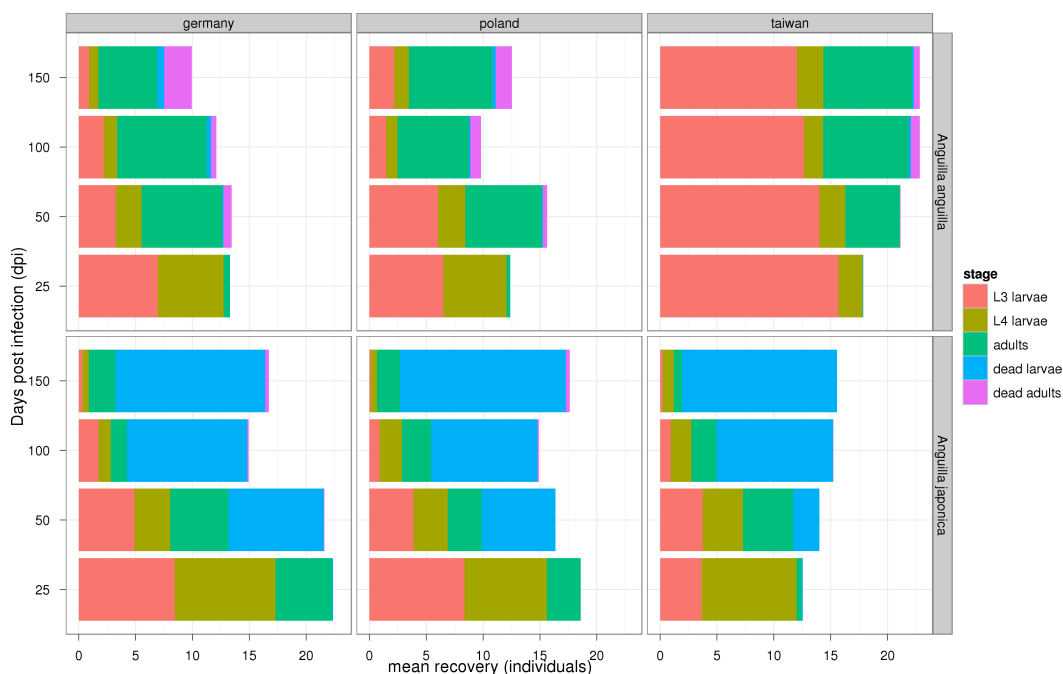 germany poland taiwan
150
100
50
25
Anguilla anguilla
150
100
50
25
Anguilla japonica
Days post infection (dpi)
0 5 10 15 20 0 5 10 15 20 0 5 10 15 20
mean recovery (individuals)
stage
L3 larvae
L4 larvae
adults
dead larvae
dead adults